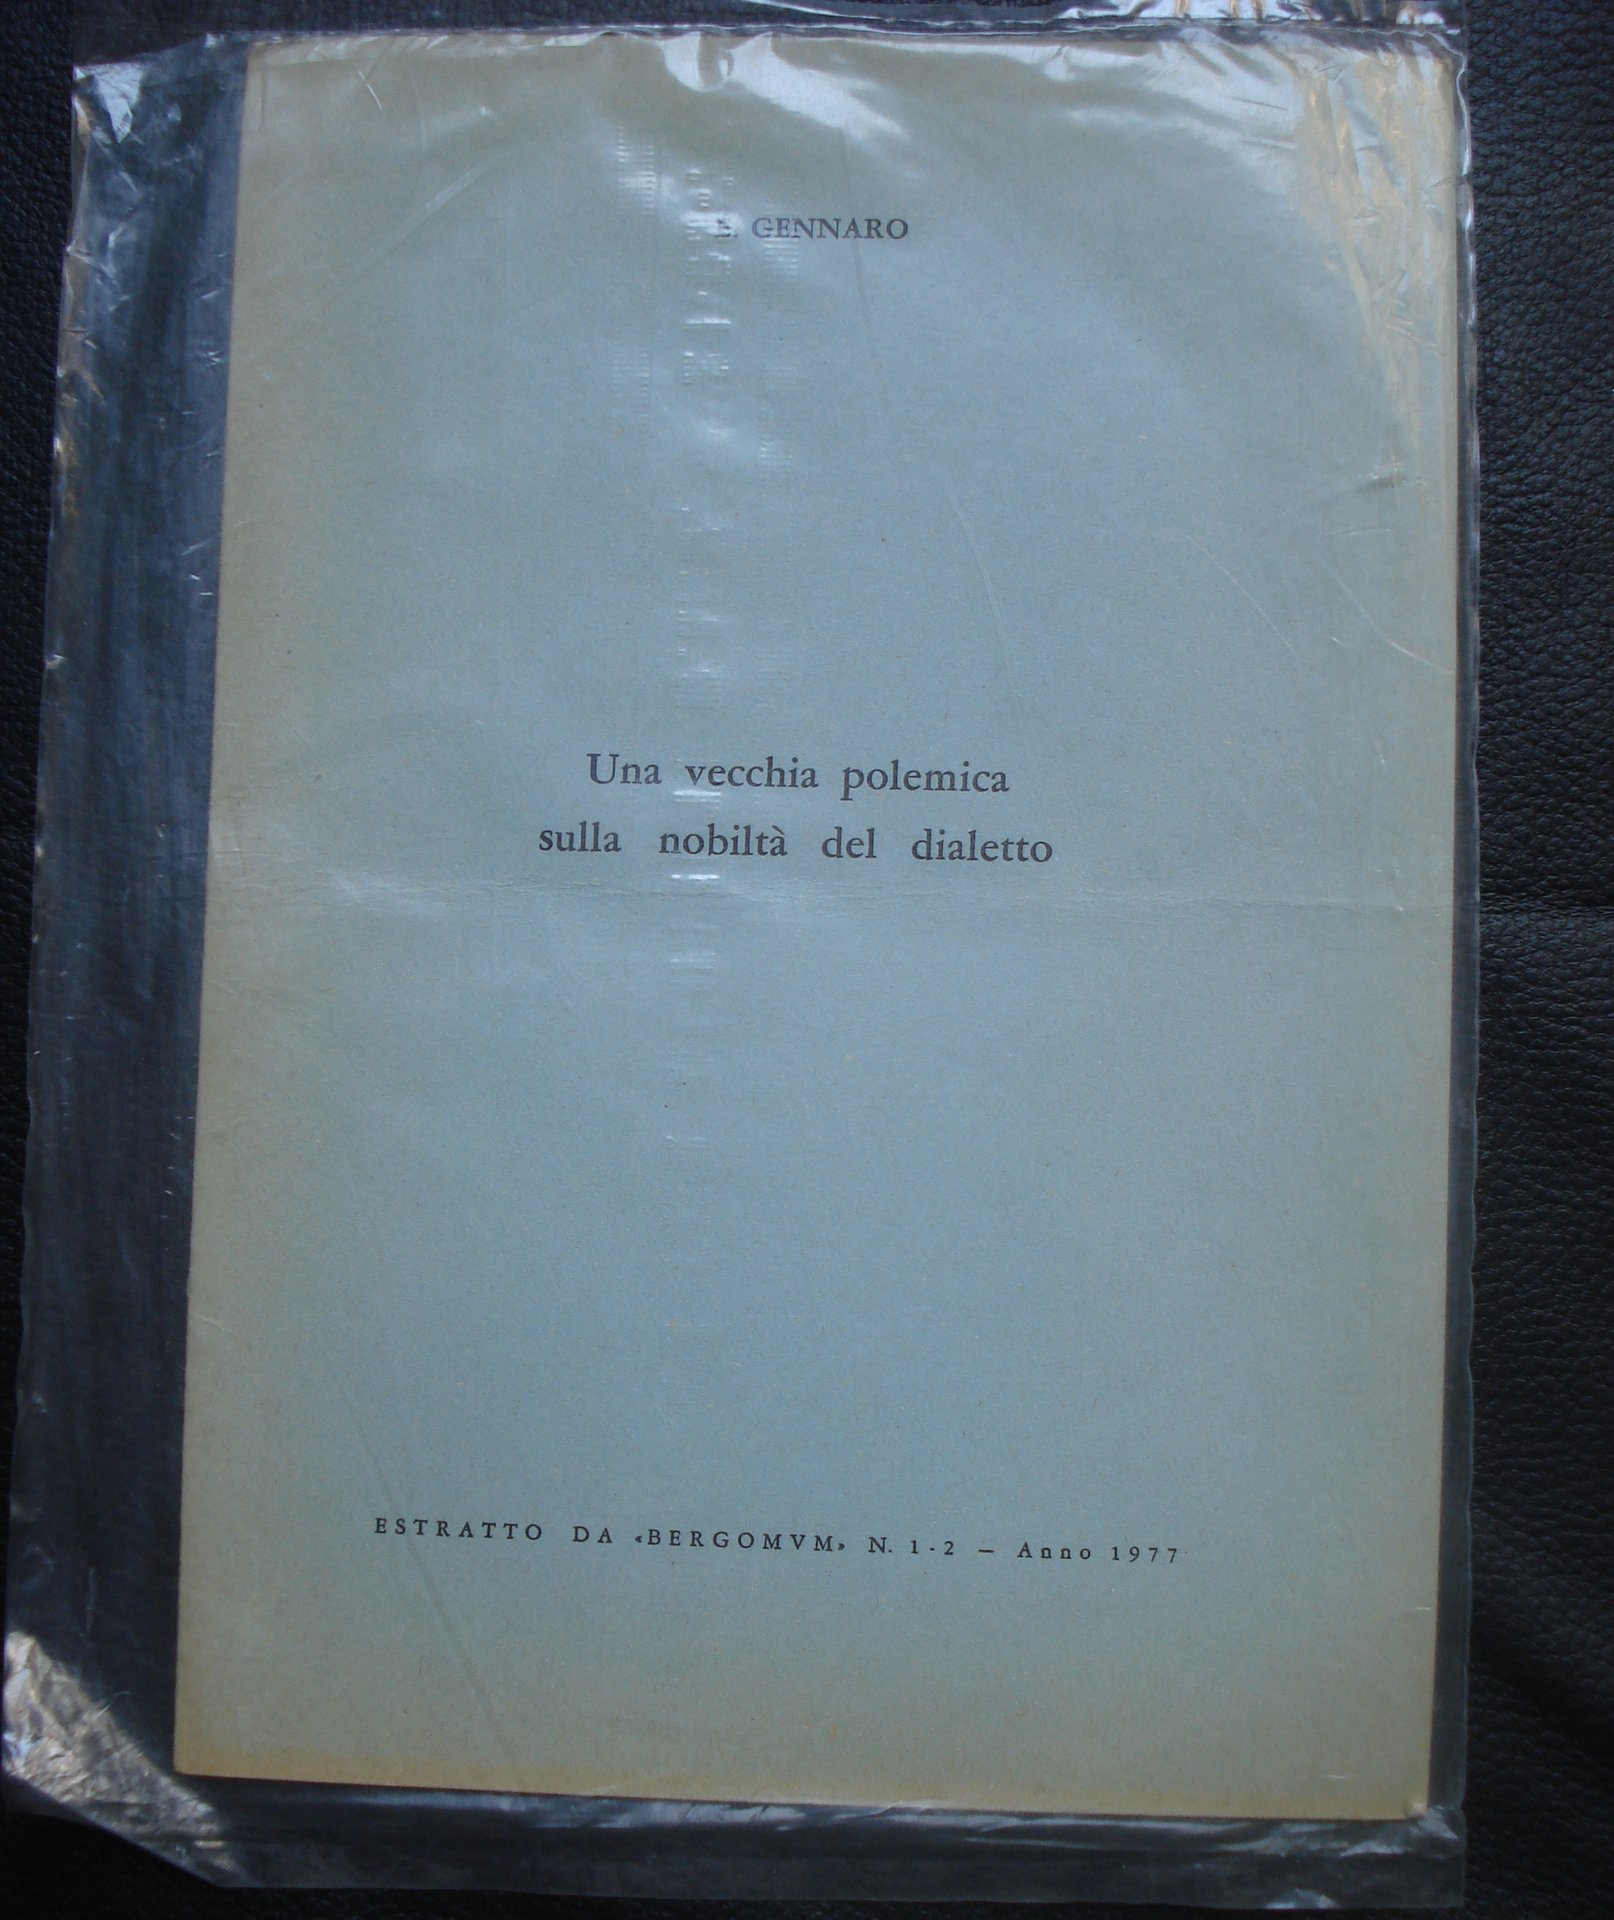 E. GENNARO
Una vecchia polemica
sulla nobiltà del dialetto
ESTRATTO DA «BERGOMVM» N. 1-2 — Anno 1977